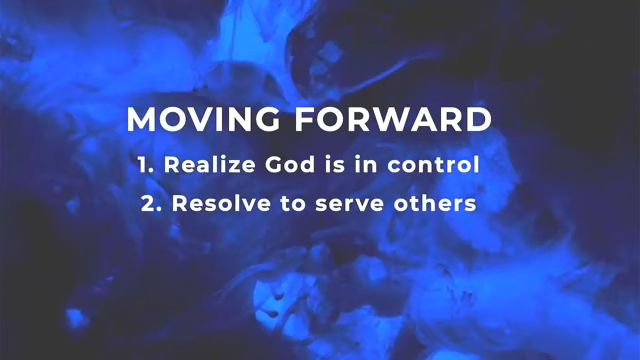 MOVING FORWARD
1. Realize God is in control
2. Resolve to serve others